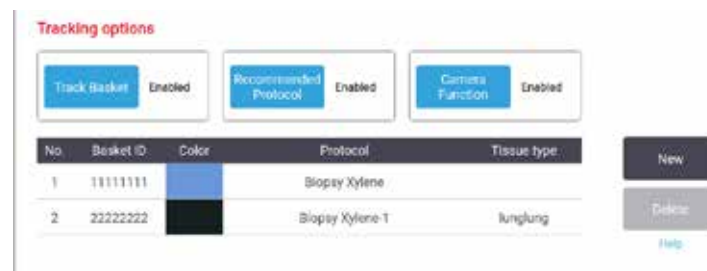 Tracking options
Track Basket Enabled Recommended Protocol Enabled Camera Function Enabled
No. Basket ID Color Protocol Tissue type
1 11111111 Biopsy Xylene
2 22222222 Biopsy Xylene-1 lunglung
New
Delete
Help